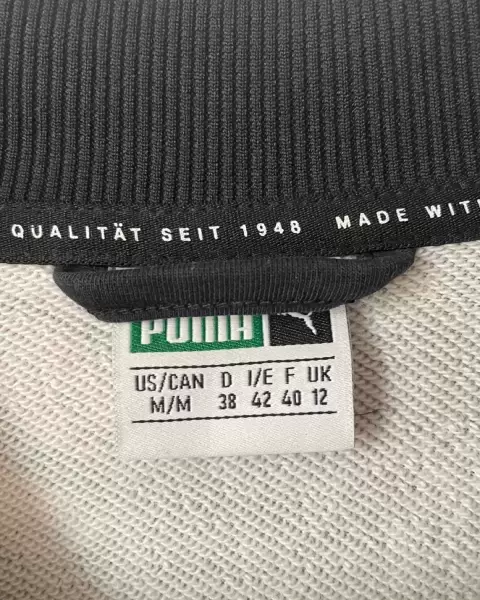 QUALITÄT SEIT 1948 MADE WIT
PUMA
US/CAN D I/E F UK
M/M 38 42 40 12